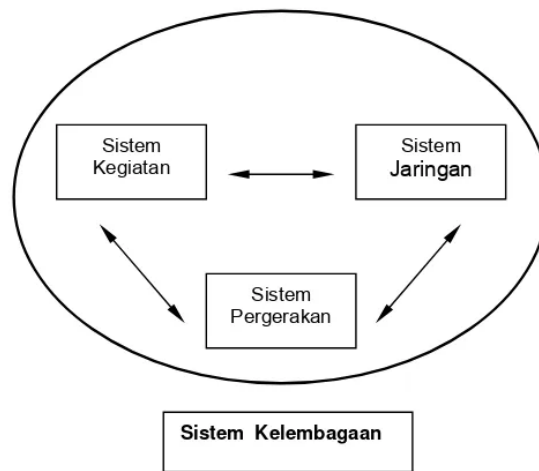 Sistem
Kegiatan
Sistem
Jaringan
Sistem
Pergerakan
Sistem Kelembagaan